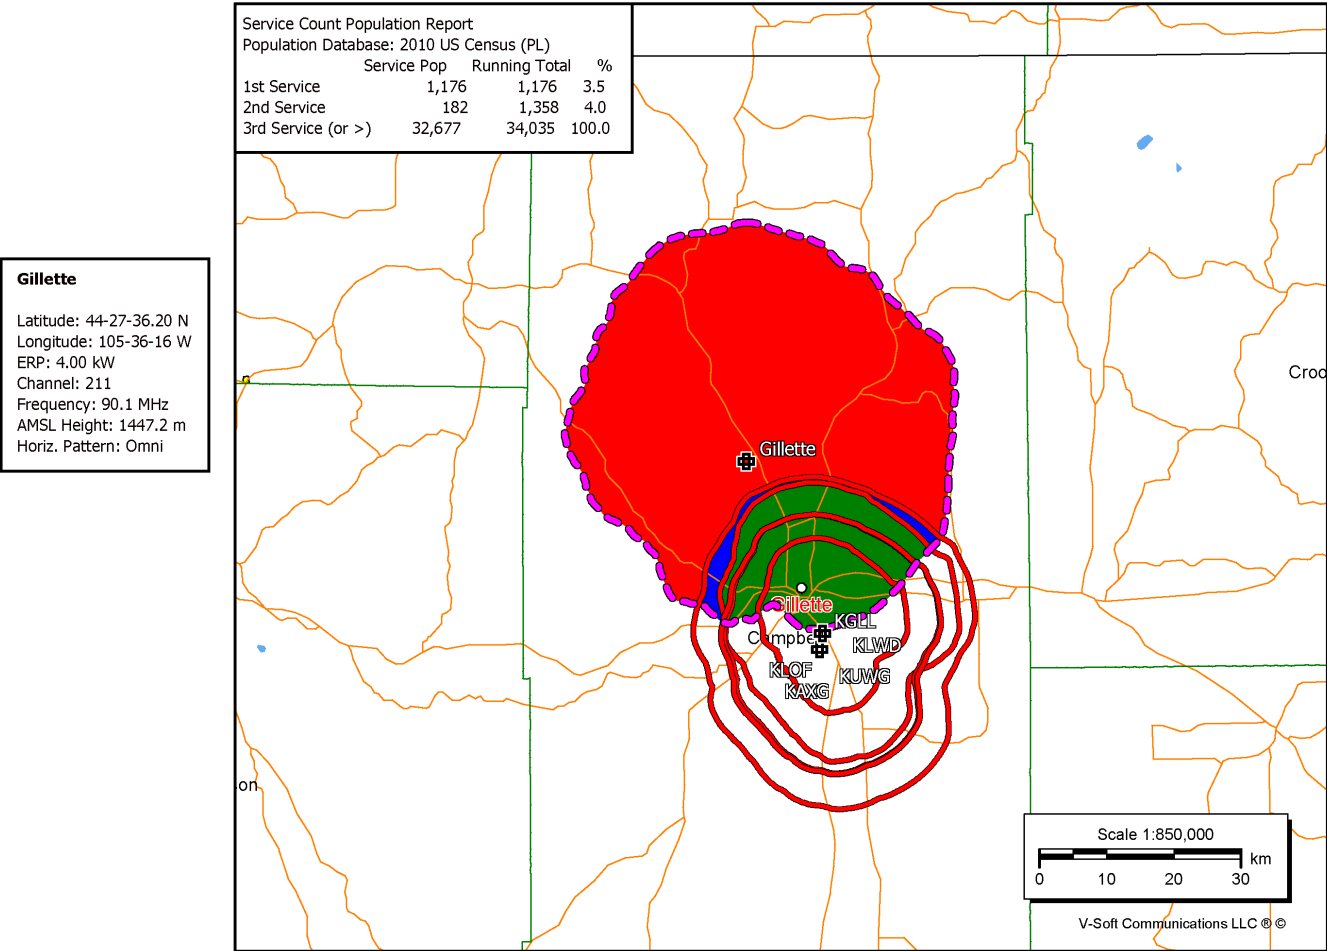 Service Count Population Report
Population Database: 2010 US Census (PL)
Service Pop Running Total %
1st Service 1,176 1,176 3.5
2nd Service 182 1,358 4.0
3rd Service (or >) 32,677 34,035 100.0
Gillette
Latitude: 44-27-36.20 N
Longitude: 105-36-16 W
ERP: 4.00 kW
Channel: 211
Frequency: 90.1 MHz
AMSL Height: 1447.2 m
Horiz. Pattern: Omni
Croo
Gillette
Gillette
KGLL
Campbe
KLWD
KLOF
KUWG
KAXG
on
Scale 1:850,000
km
0 10 20 30
V-Soft Communications LLC ® ©